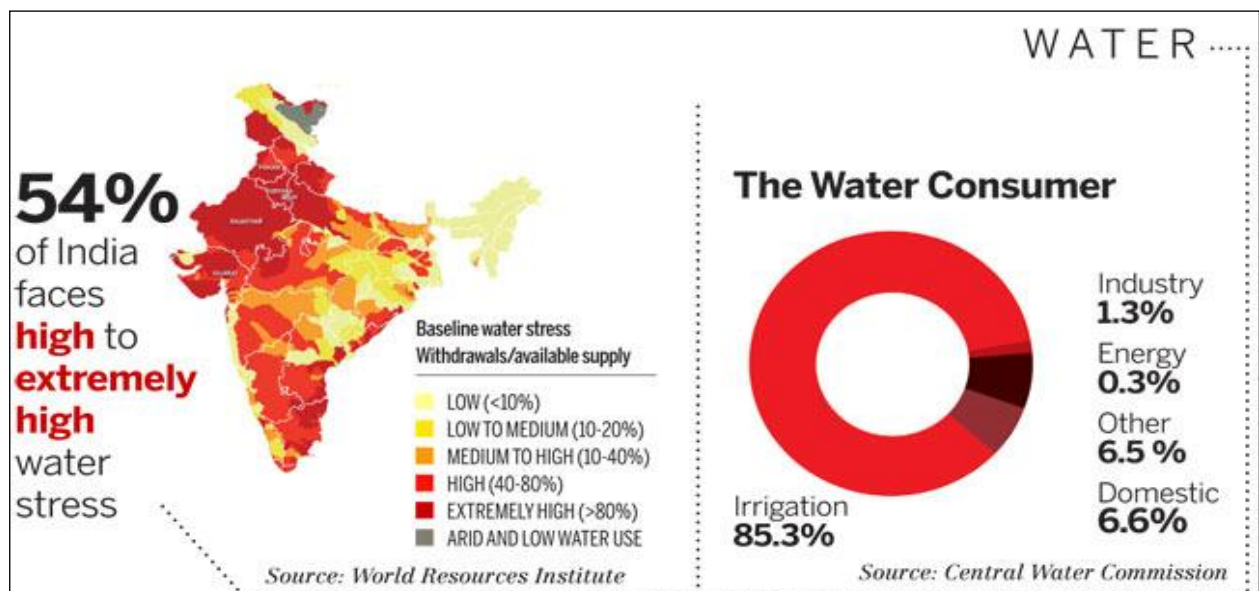 WATER
54%
of India
faces
high to
extremely
high
water
stress
RAJASTHAN
GUJARAT
Baseline water stress
Withdrawals/available supply
LOW (<10%)
LOW TO MEDIUM (10-20%)
MEDIUM TO HIGH (10-40%)
HIGH (40-80%)
EXTREMELY HIGH (>80%)
ARID AND LOW WATER USE
Source: World Resources Institute
The Water Consumer
Industry
1.3%
Energy
0.3%
Other
6.5 %
Domestic
6.6%
Irrigation
85.3%
Source: Central Water Commission